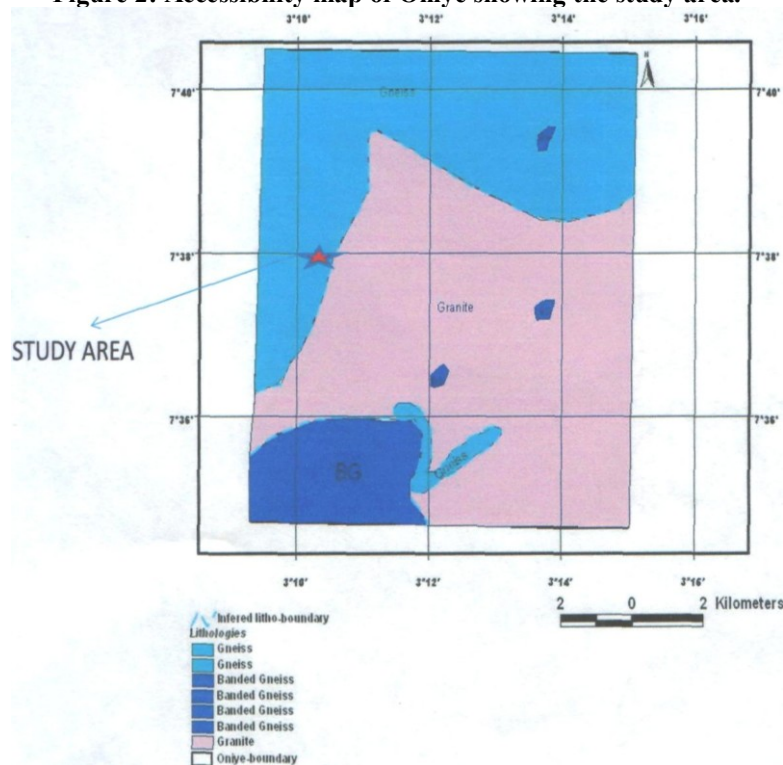 Figure 2: Accessibility map of Oniye showing the study area.
3°10' 3°12' 3°14' 3°16'
N
7°40' Gneiss 7°40'
7°38' 7°38'
Granite
STUDY AREA
7°36' 7°36'
BG Gneiss
3°10' 3°12' 3°14' 3°16'
2 0 2 Kilometers
Infered litho-boundary
Lithologies
Gneiss
Gneiss
Banded Gneiss
Banded Gneiss
Banded Gneiss
Banded Gneiss
Granite
Oniye-boundary